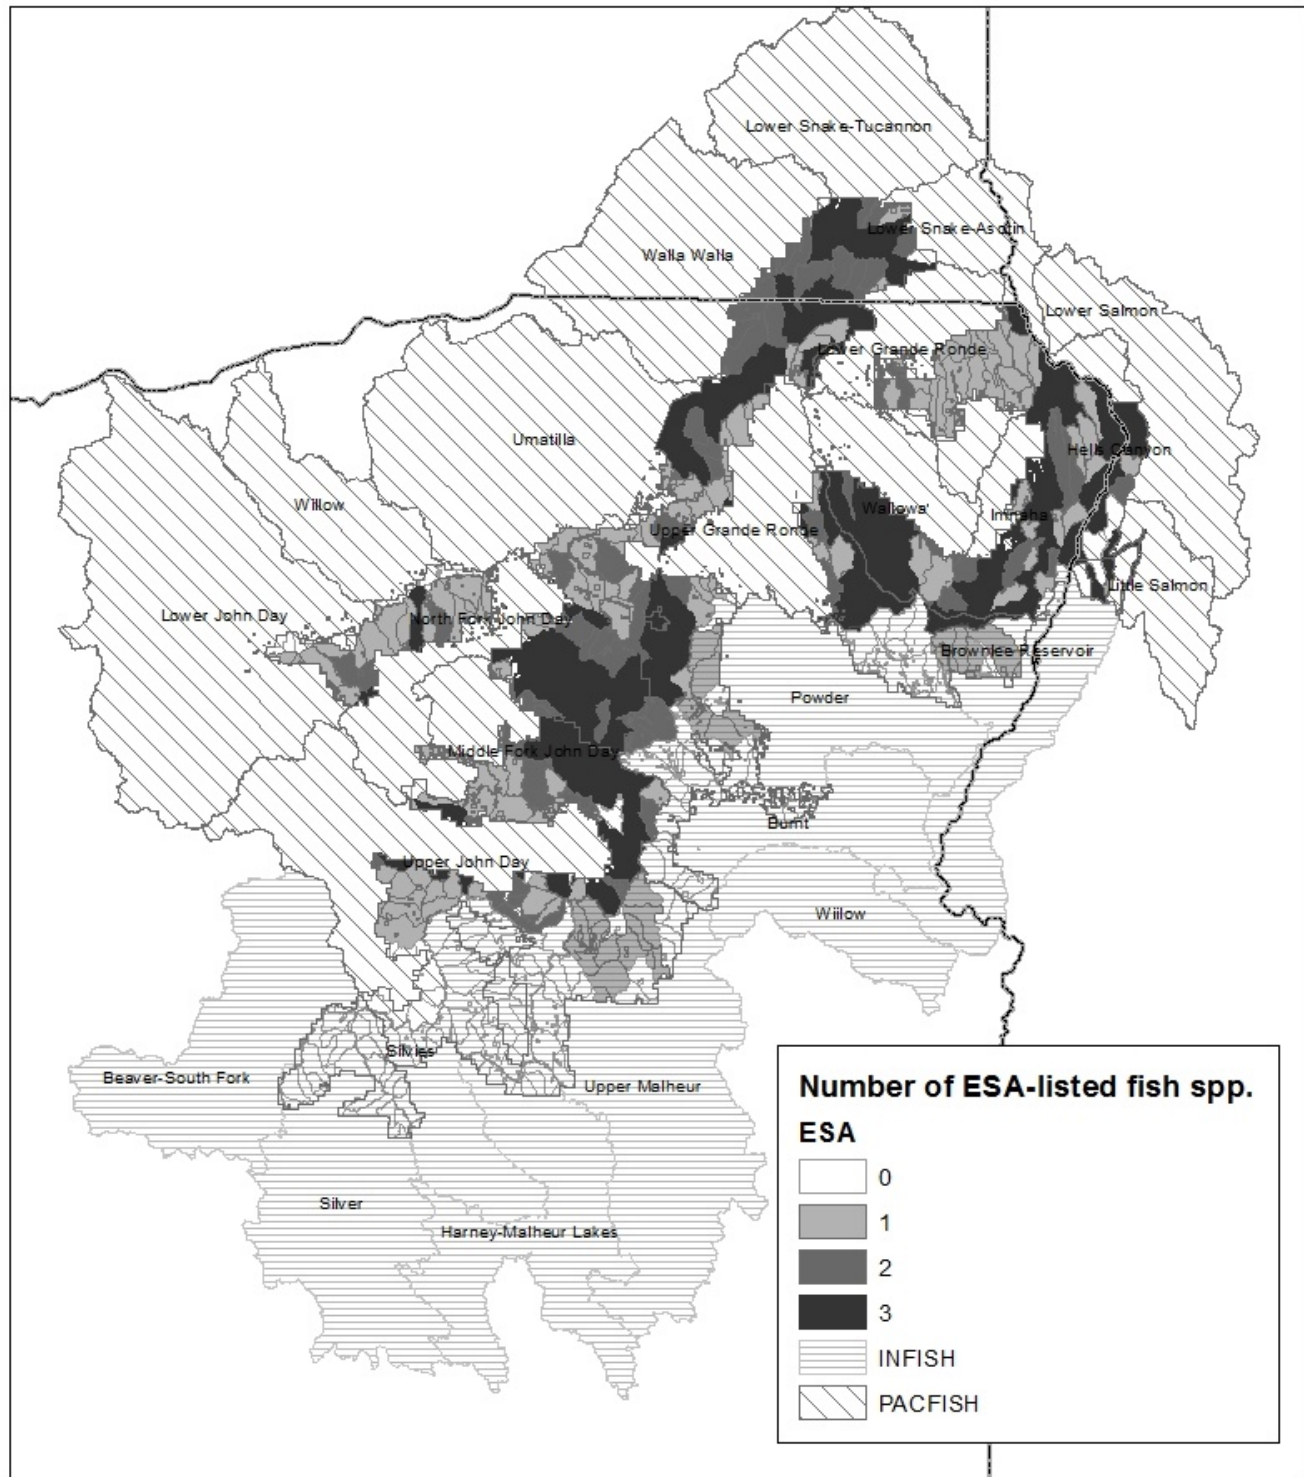 Lower Snake-Tucannon
Lower Snake-Asotin
Walla Walla
Lower Salmon
Lower Grande Ronde
Umatilla
Hells Canyon
Willow
Wallowa'
Imnaha
Upper Grande Ronde
Little Salmon
Lower John Day
North Fork John Day
Brownlee Reservoir
Powder
Middle Fork John Day
Burnt
Upper John Day
Willow
Silvies
Beaver-South Fork
Upper Malheur
Silver
Harney-Malheur Lakes
Number of ESA-listed fish spp.
ESA
0
1
2
3
INFISH
PACFISH